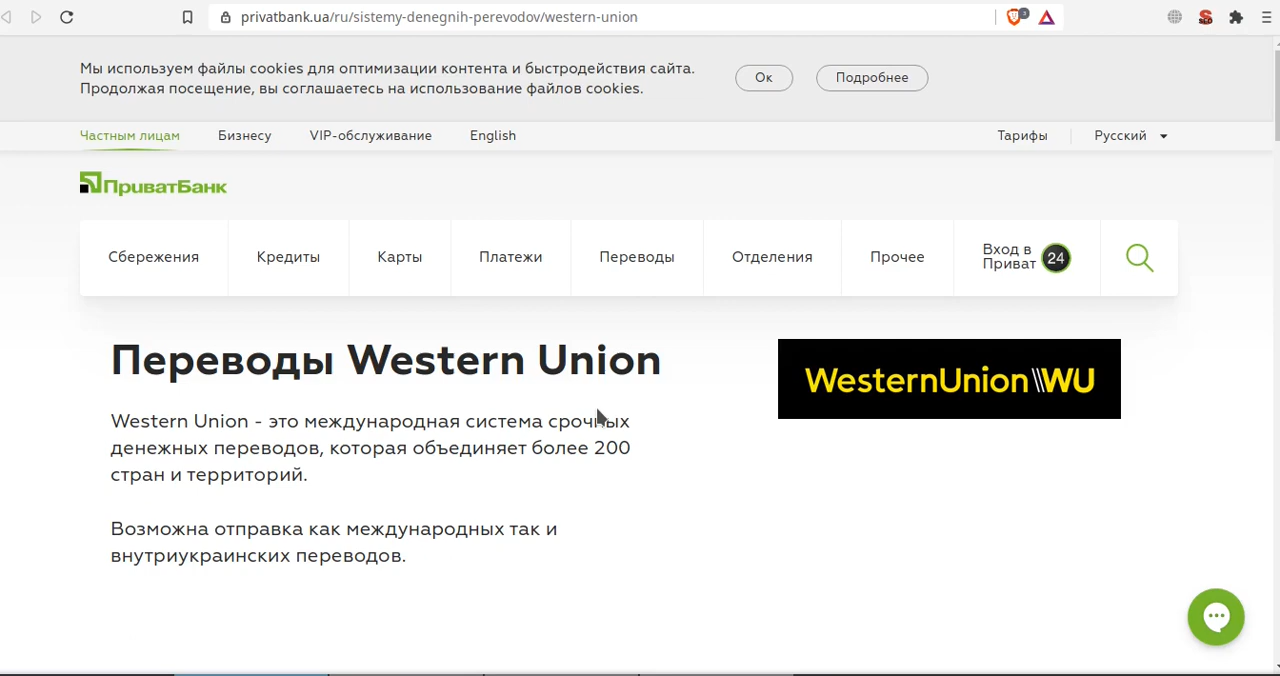 privatbank.ua/ru/sistemy-denegnih-perevodov/western-union
3
SEO
Мы используем файлы cookies для оптимизации контента и быстродействия сайта.
Продолжая посещение, вы соглашаетесь на использование файлов cookies.
Ок
Подробнее
Частным лицам
Бизнесу
VIP-обслуживание
English
Тарифы
Русский
ПриватБанк
Сбережения
Кредиты
Карты
Платежи
Переводы
Отделения
Прочее
Вход в
Приват
24
Переводы Western Union
WesternUnion\\WU
Western Union - это международная система срочных
денежных переводов, которая объединяет более 200
стран и территорий.
Возможна отправка как международных так и
внутриукраинских переводов.